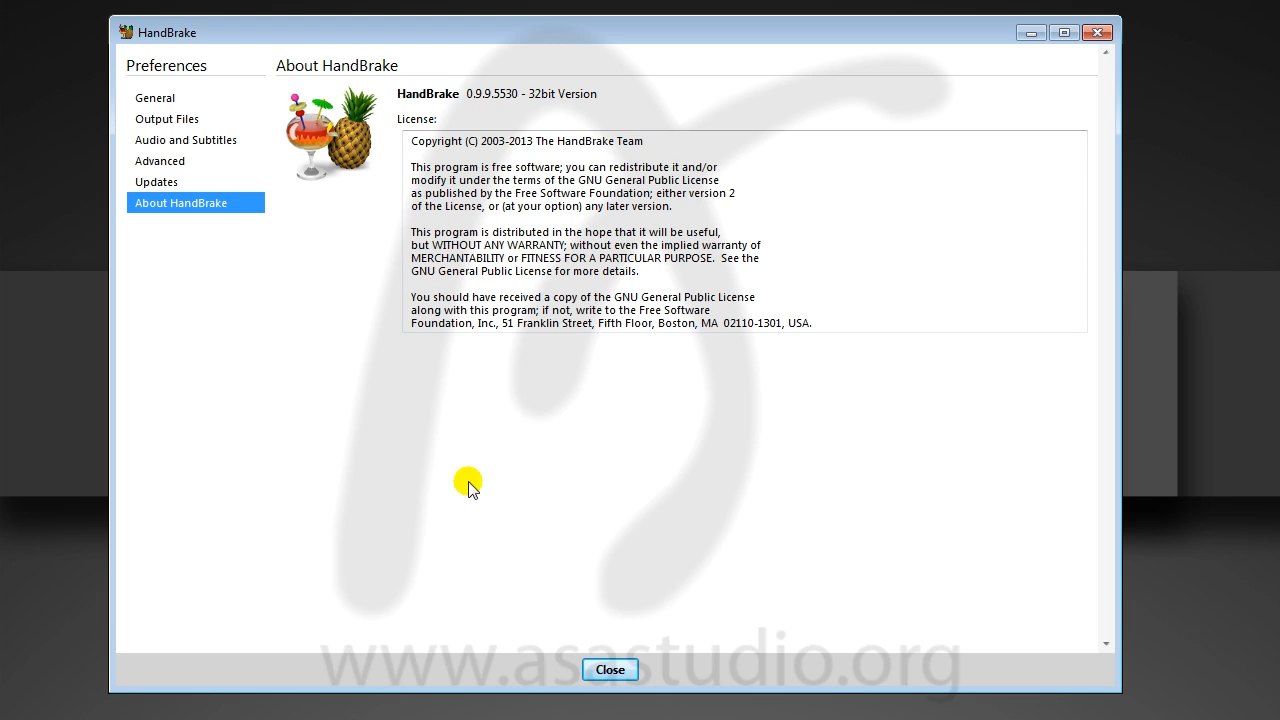 HandBrake
Preferences
General
Output Files
Audio and Subtitles
Advanced
Updates
About HandBrake
About HandBrake
HandBrake 0.9.9.5530 - 32bit Version
License:
Copyright (C) 2003-2013 The HandBrake Team
This program is free software; you can redistribute it and/or
modify it under the terms of the GNU General Public License
as published by the Free Software Foundation; either version 2
of the License, or (at your option) any later version.
This program is distributed in the hope that it will be useful,
but WITHOUT ANY WARRANTY; without even the implied warranty of
MERCHANTABILITY or FITNESS FOR A PARTICULAR PURPOSE.  See the
GNU General Public License for more details.
You should have received a copy of the GNU General Public License
along with this program; if not, write to the Free Software
Foundation, Inc., 51 Franklin Street, Fifth Floor, Boston, MA  02110-1301, USA.
www.asastudio.org
Close